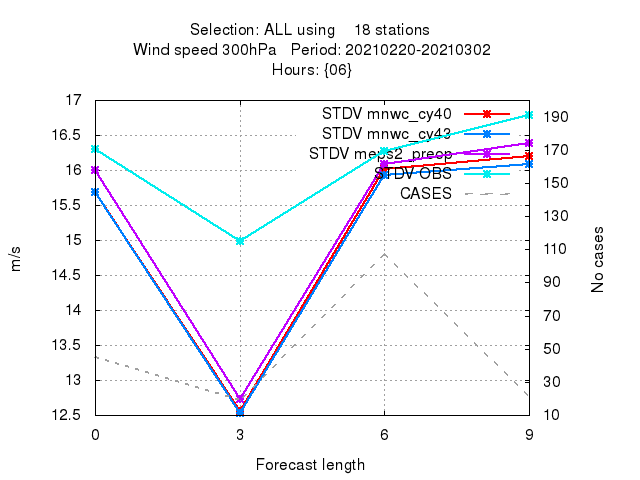 Selection: ALL using 18 stations
Wind speed 300hPa Period: 20210220-20210302
Hours: {06}
STDV mnwc_cy40
STDV mnwc_cy43
STDV meps2_preop
STDV OBS
CASES
17
16.5
16
15.5
15
14.5
14
13.5
13
12.5
190
170
150
130
110
90
70
50
30
10
m/s
No cases
0 3 6 9
Forecast length